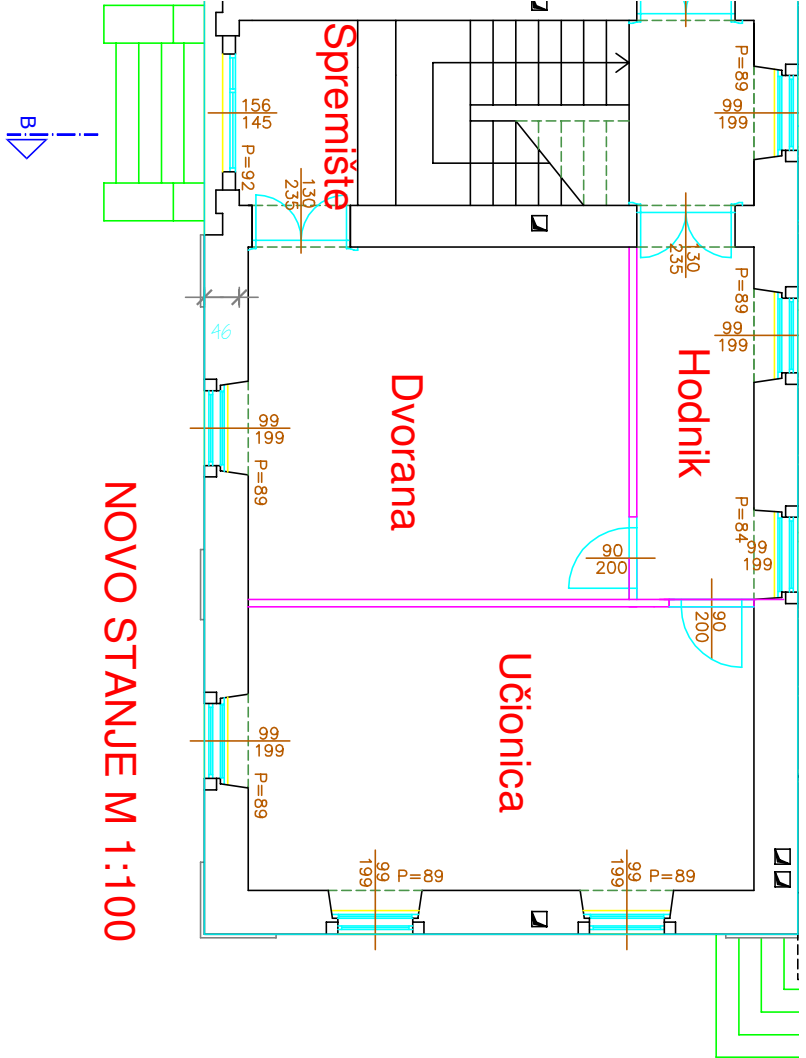 Spremište
156
145
P=92
130
235
P=89
99
199
130
235
P=89
99
199
B
46
Dvorana
Hodnik
99
199
P=89
P=84
99
199
90
200
90
200
Učionica
99
199
P=89
99
199
P=89
99
199
P=89
NOVO STANJE M 1:100